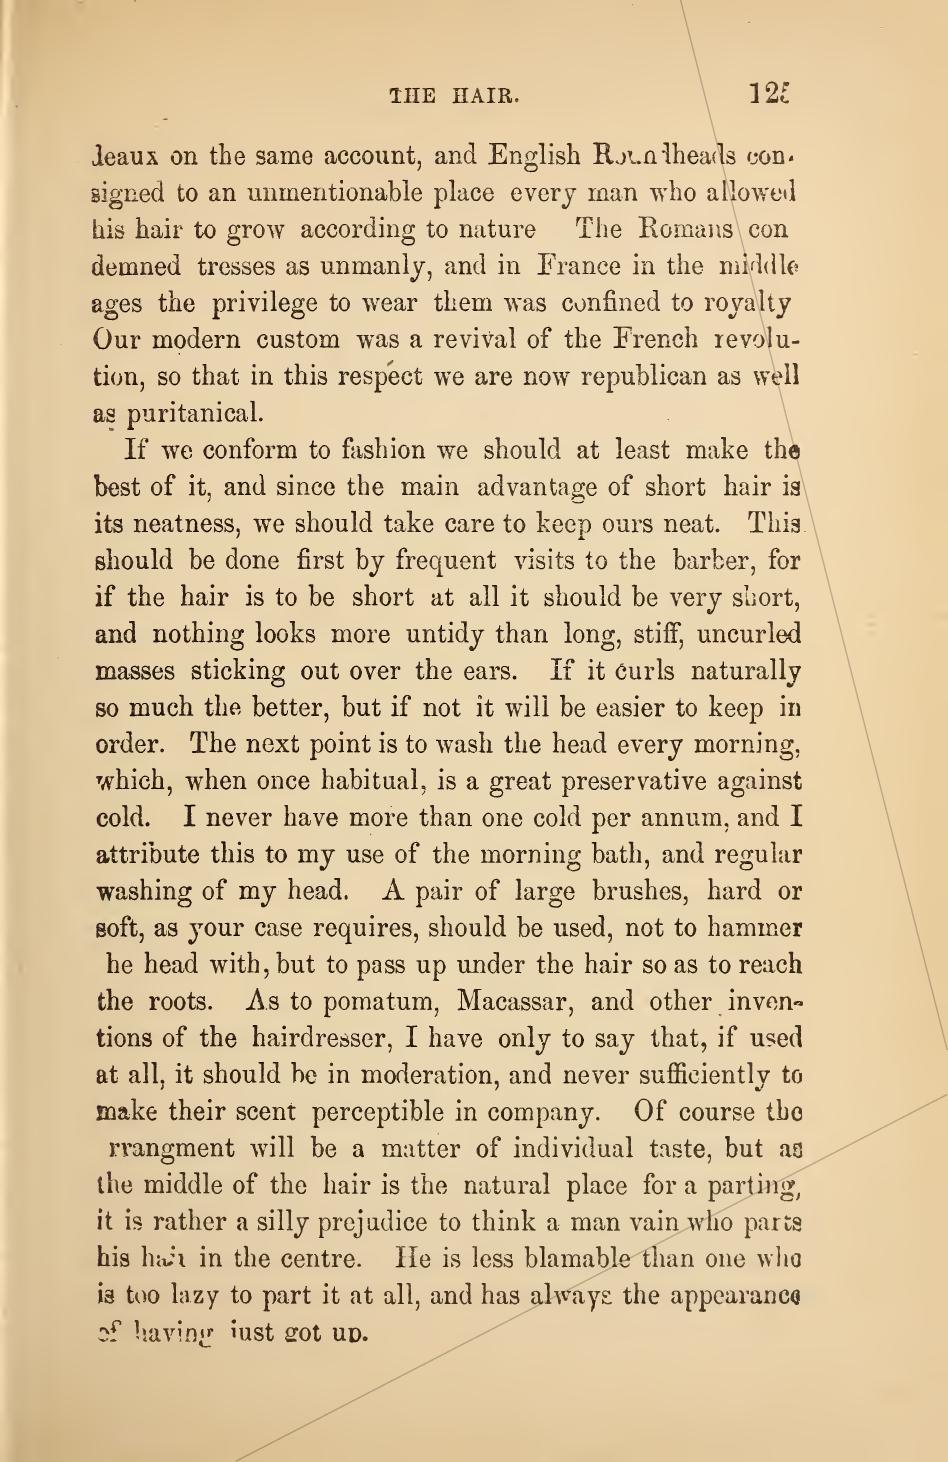 THE HAIR. 125
deaux on the same account, and English Roundheads con-
signed to an unmentionable place every man who allowed
his hair to grow according to nature The Romans con
demned tresses as unmanly, and in France in the middle
ages the privilege to wear them was confined to royalty
Our modern custom was a revival of the French revolu-
tion, so that in this respect we are now republican as well
as puritanical.
If we conform to fashion we should at least make the
best of it, and since the main advantage of short hair is
its neatness, we should take care to keep ours neat. This
should be done first by frequent visits to the barber, for
if the hair is to be short at all it should be very short,
and nothing looks more untidy than long, stiff, uncurled
masses sticking out over the ears. If it curls naturally
so much the better, but if not it will be easier to keep in
order. The next point is to wash the head every morning,
which, when once habitual, is a great preservative against
cold. I never have more than one cold per annum, and I
attribute this to my use of the morning bath, and regular
washing of my head. A pair of large brushes, hard or
soft, as your case requires, should be used, not to hammer
he head with, but to pass up under the hair so as to reach
the roots. As to pomatum, Macassar, and other inven-
tions of the hairdresser, I have only to say that, if used
at all, it should be in moderation, and never sufficiently to
make their scent perceptible in company. Of course the
rrangment will be a matter of individual taste, but as
the middle of the hair is the natural place for a parting,
it is rather a silly prejudice to think a man vain who parts
his hair in the centre. He is less blamable than one who
is too lazy to part it at all, and has always the appearance
of having just got up.